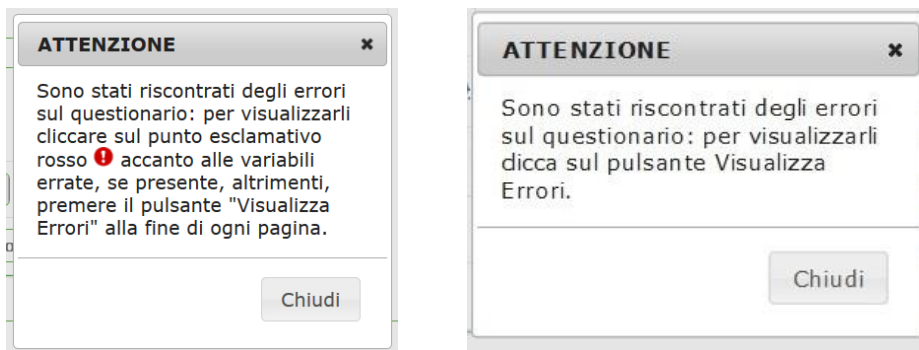 ATTENZIONE
Sono stati riscontrati degli errori
sul questionario: per visualizzarli
cliccare sul punto esclamativo
rosso ! accanto alle variabili
errate, se presente, altrimenti,
premere il pulsante "Visualizza
Errori" alla fine di ogni pagina.
Chiudi
ATTENZIONE
Sono stati riscontrati degli errori
sul questionario: per visualizzarli
clicca sul pulsante Visualizza
Errori.
Chiudi